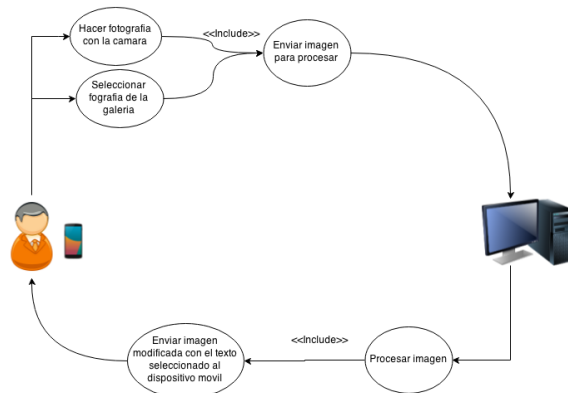 Hacer fotografia
con la camara
<<Include>>
Enviar imagen
para procesar
Seleccionar
fografia de la
galeria
Enviar imagen
modificada con el texto
seleccionado al
dispositivo movil
<<Include>>
Procesar imagen